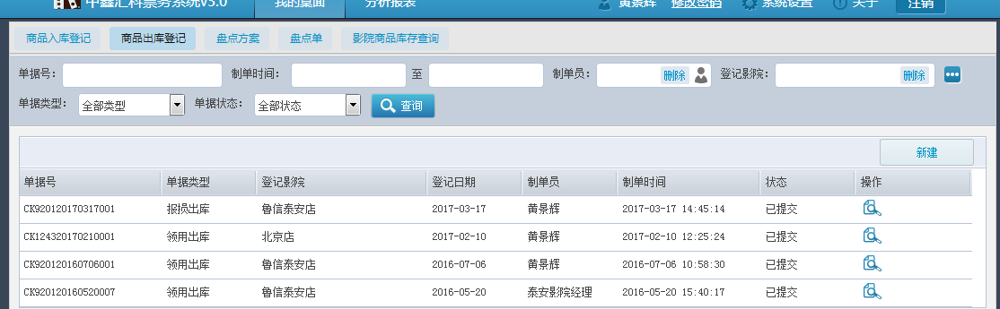 中鑫汇科票务系统V3.0 我的桌面 分析报表 黄景辉 修改密码 系统设置 关于 注销
商品入库登记 商品出库登记 盘点方案 盘点单 影院商品库存查询
单据号: 制单时间: 至 制单员: 删除 登记影院: 删除
单据类型: 全部类型 单据状态: 全部状态 查询
新建
单据号 单据类型 登记影院 登记日期 制单员 制单时间 状态 操作
CK920120170317001 报损出库 鲁信泰安店 2017-03-17 黄景辉 2017-03-17 14:45:14 已提交
CK124320170210001 领用出库 北京店 2017-02-10 黄景辉 2017-02-10 12:25:24 已提交
CK920120160706001 领用出库 鲁信泰安店 2016-07-06 黄景辉 2016-07-06 10:58:30 已提交
CK920120160520007 领用出库 鲁信泰安店 2016-05-20 泰安影院经理 2016-05-20 15:40:17 已提交